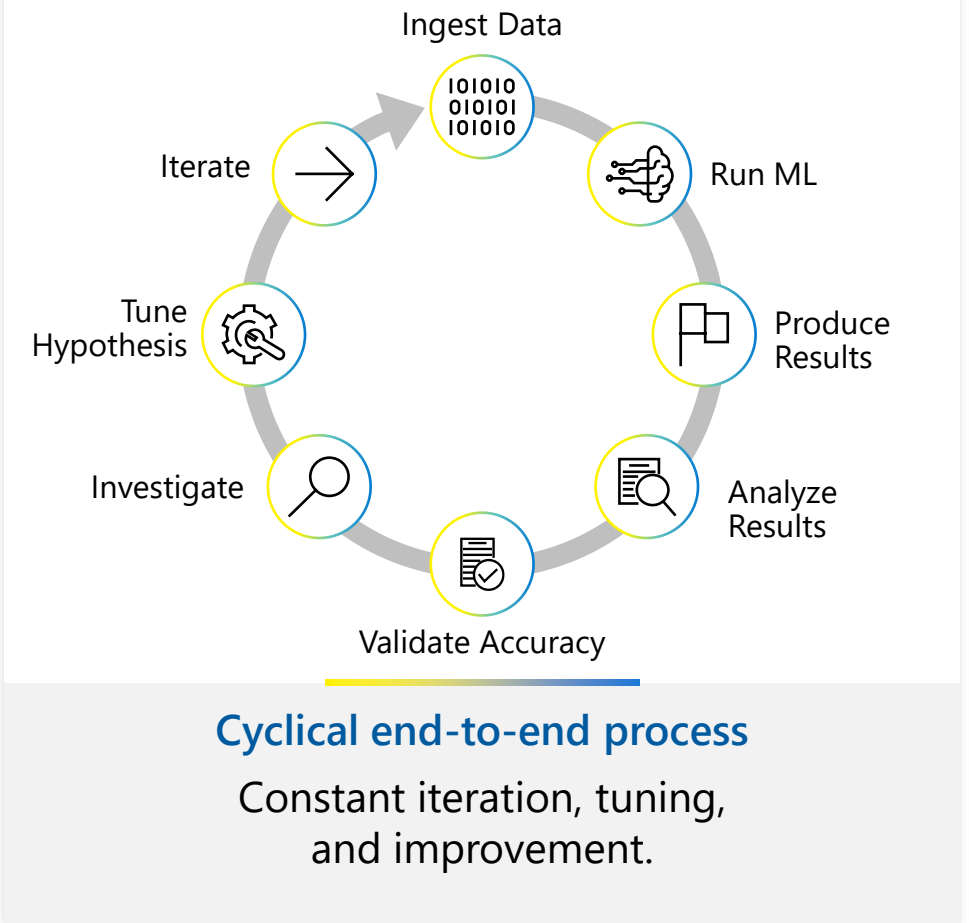 Ingest Data
101010
010101
101010
Run ML
Produce
Results
Analyze
Results
Validate Accuracy
Investigate
Tune
Hypothesis
Iterate
Cyclical end-to-end process
Constant iteration, tuning,
and improvement.